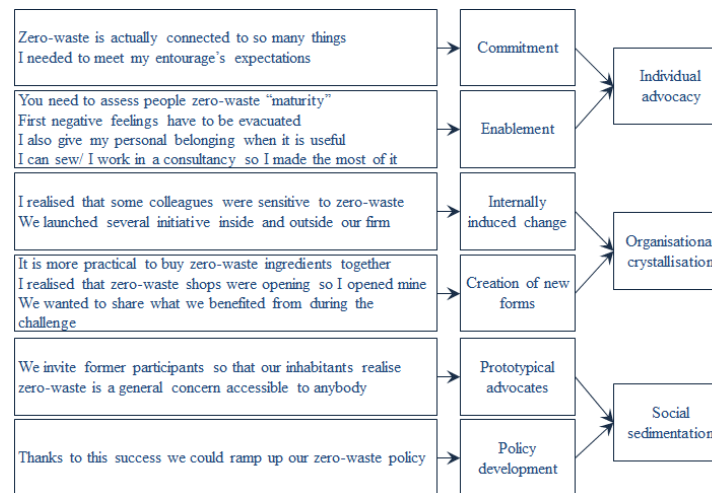 Zero-waste is actually connected to so many things
I needed to meet my entourage's expectations
Commitment
You need to assess people zero-waste "maturity"
First negative feelings have to be evacuated
I also give my personal belonging when it is useful
I can sew/ I work in a consultancy so I made the most of it
Enablement
Individual
advocacy
I realised that some colleagues were sensitive to zero-waste
We launched several initiative inside and outside our firm
Internally
induced change
It is more practical to buy zero-waste ingredients together
I realised that zero-waste shops were opening so I opened mine
We wanted to share what we benefited from during the
challenge
Creation of new
forms
Organisational
crystallisation
We invite former participants so that our inhabitants realise
zero-waste is a general concern accessible to anybody
Prototypical
advocates
Thanks to this success we could ramp up our zero-waste policy
Policy
development
Social
sedimentation